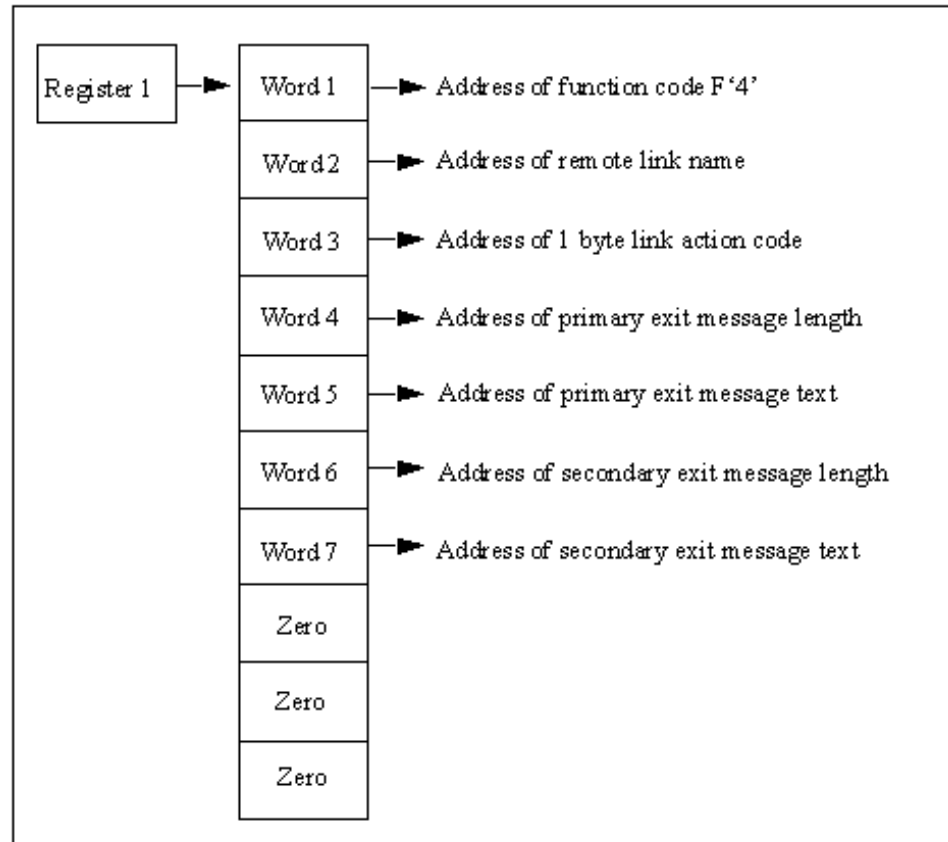 Register 1
Word 1
Address of function code F‘4’
Word 2
Address of remote link name
Word 3
Address of 1 byte link action code
Word 4
Address of primary exit message length
Word 5
Address of primary exit message text
Word 6
Address of secondary exit message length
Word 7
Address of secondary exit message text
Zero
Zero
Zero